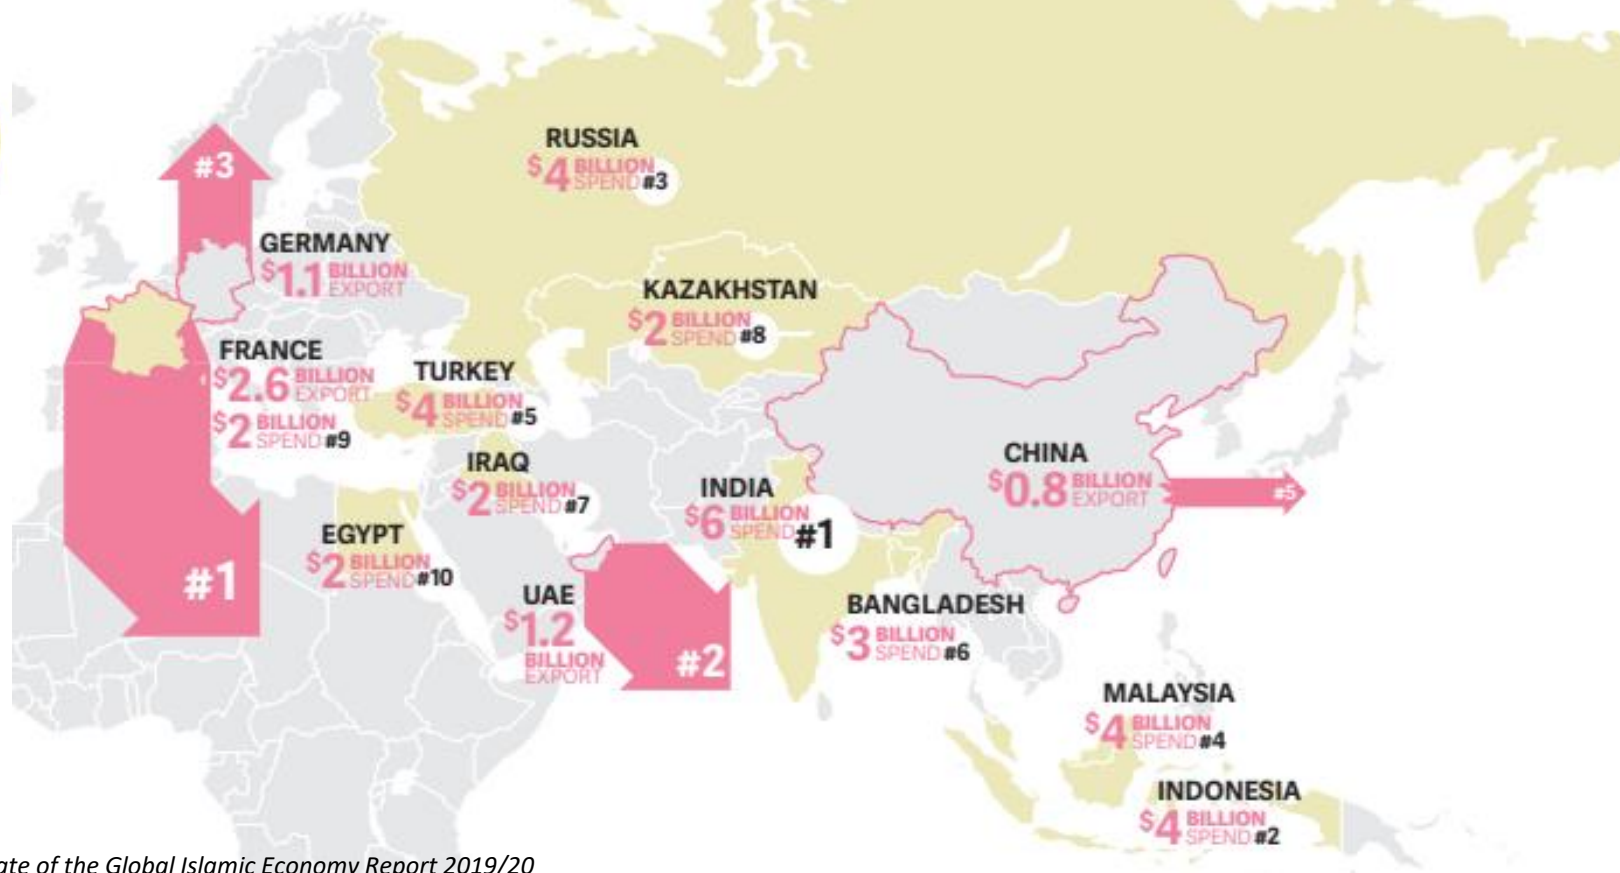 RUSSIA
$4 BILLION
SPEND #3
#3
GERMANY
$1.1 BILLION
EXPORT
KAZAKHSTAN
$2 BILLION
SPEND #8
FRANCE
$2.6 BILLION
EXPORT
$2 BILLION
SPEND #9
TURKEY
$4 BILLION
SPEND #5
IRAQ
$2 BILLION
SPEND #7
INDIA
$6 BILLION
SPEND #1
CHINA
$0.8 BILLION
EXPORT
#5
EGYPT
$2 BILLION
SPEND #10
#1
UAE
$1.2
BILLION
EXPORT
#2
BANGLADESH
$3 BILLION
SPEND #6
MALAYSIA
$4 BILLION
SPEND #4
INDONESIA
$4 BILLION
SPEND #2
ate of the Global Islamic Economy Report 2019/20